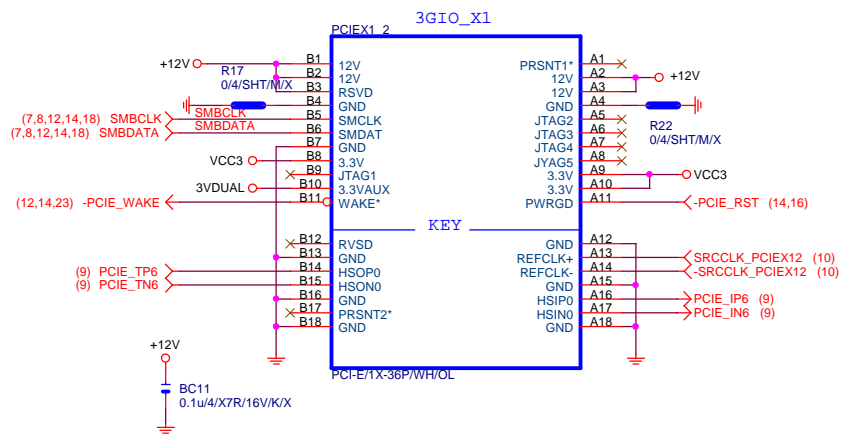 3GIO_X1
PCIEX1_2
+12V
R17
0/4/SHT/M/X
B1 12V
B2 12V
B3 RSVD
B4 GND
(7,8,12,14,18) SMBCLK SMBCLK B5 SMCLK
(7,8,12,14,18) SMBDATA SMBDATA B6 SMDAT
B7 GND
VCC3 B8 3.3V
B9 JTAG1
3VDUAL B10 3.3VAUX
(12,14,23) -PCIE_WAKE B11 WAKE*
PRSNT1* A1
12V A2 +12V
12V A3
GND A4
JTAG2 A5
R22
0/4/SHT/M/X
JTAG3 A6
JTAG4 A7
JYAG5 A8
3.3V A9 VCC3
3.3V A10
PWRGD A11 -PCIE_RST (14,16)
KEY
B12 RVSD
B13 GND
(9) PCIE_TP6 B14 HSOP0
(9) PCIE_TN6 B15 HSON0
B16 GND
B17 PRSNT2*
B18 GND
GND A12
REFCLK+ A13 SRCCLK_PCIEX12 (10)
REFCLK- A14 -SRCCLK_PCIEX12 (10)
GND A15
HSIP0 A16 PCIE_IP6 (9)
HSIN0 A17 PCIE_IN6 (9)
GND A18
PCI-E/1X-36P/WH/OL
+12V
BC11
0.1u/4/X7R/16V/K/X